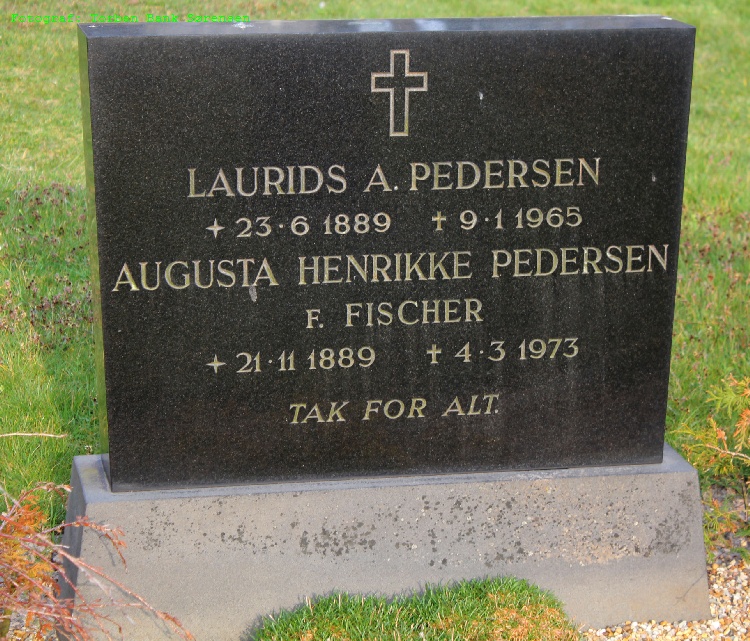 LAURIDS A. PEDERSEN
23·6 1889 † 9·1 1965
AUGUSTA HENRIKKE PEDERSEN
F. FISCHER
21·11 1889 † 4·3 1973
TAK FOR ALT.